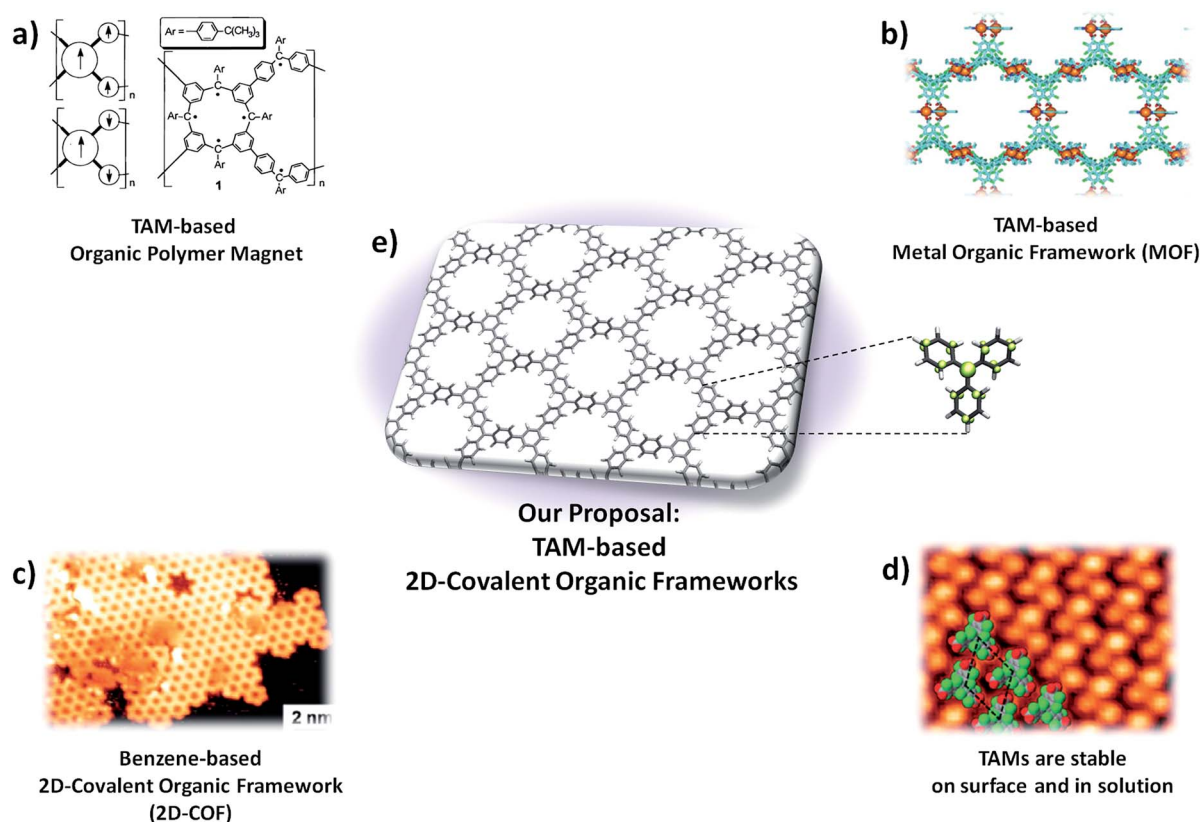 a)
]n
]n
Ar = C(CH₃)₃
Ar
C
Ar
Ar
C •
Ar–C •
• C–Ar
C
Ar
C
Ar
1
n
TAM-based
Organic Polymer Magnet
b)
TAM-based
Metal Organic Framework (MOF)
e)
Our Proposal:
TAM-based
2D-Covalent Organic Frameworks
c)
2 nm
Benzene-based
2D-Covalent Organic Framework
(2D-COF)
d)
TAMs are stable
on surface and in solution